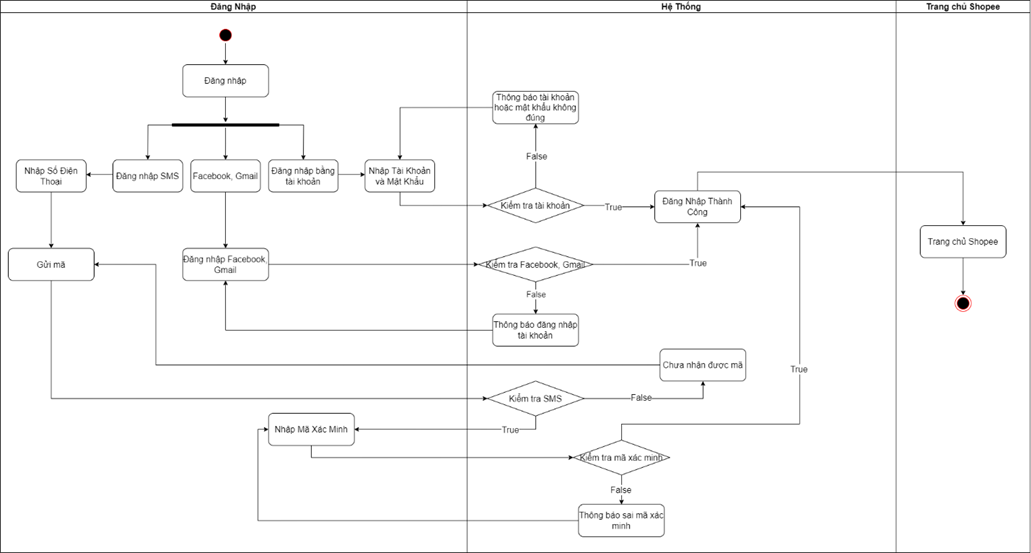 Đăng Nhập
Hệ Thống
Trang chủ Shopee
Đăng nhập
Thông báo tài khoản
hoặc mật khẩu không
đúng
False
Nhập Số Điện
Thoại
Đăng nhập SMS
Facebook, Gmail
Đăng nhập bằng
tài khoản
Nhập Tài Khoản
và Mật Khẩu
Kiểm tra tài khoản
True
Đăng Nhập Thành
Công
Trang chủ Shopee
Gửi mã
Đăng nhập Facebook,
Gmail
Kiểm tra Facebook, Gmail
True
False
Thông báo đăng nhập
tài khoản
Chưa nhận được mã
True
Kiểm tra SMS
False
Nhập Mã Xác Minh
True
Kiểm tra mã xác minh
False
Thông báo sai mã xác
minh